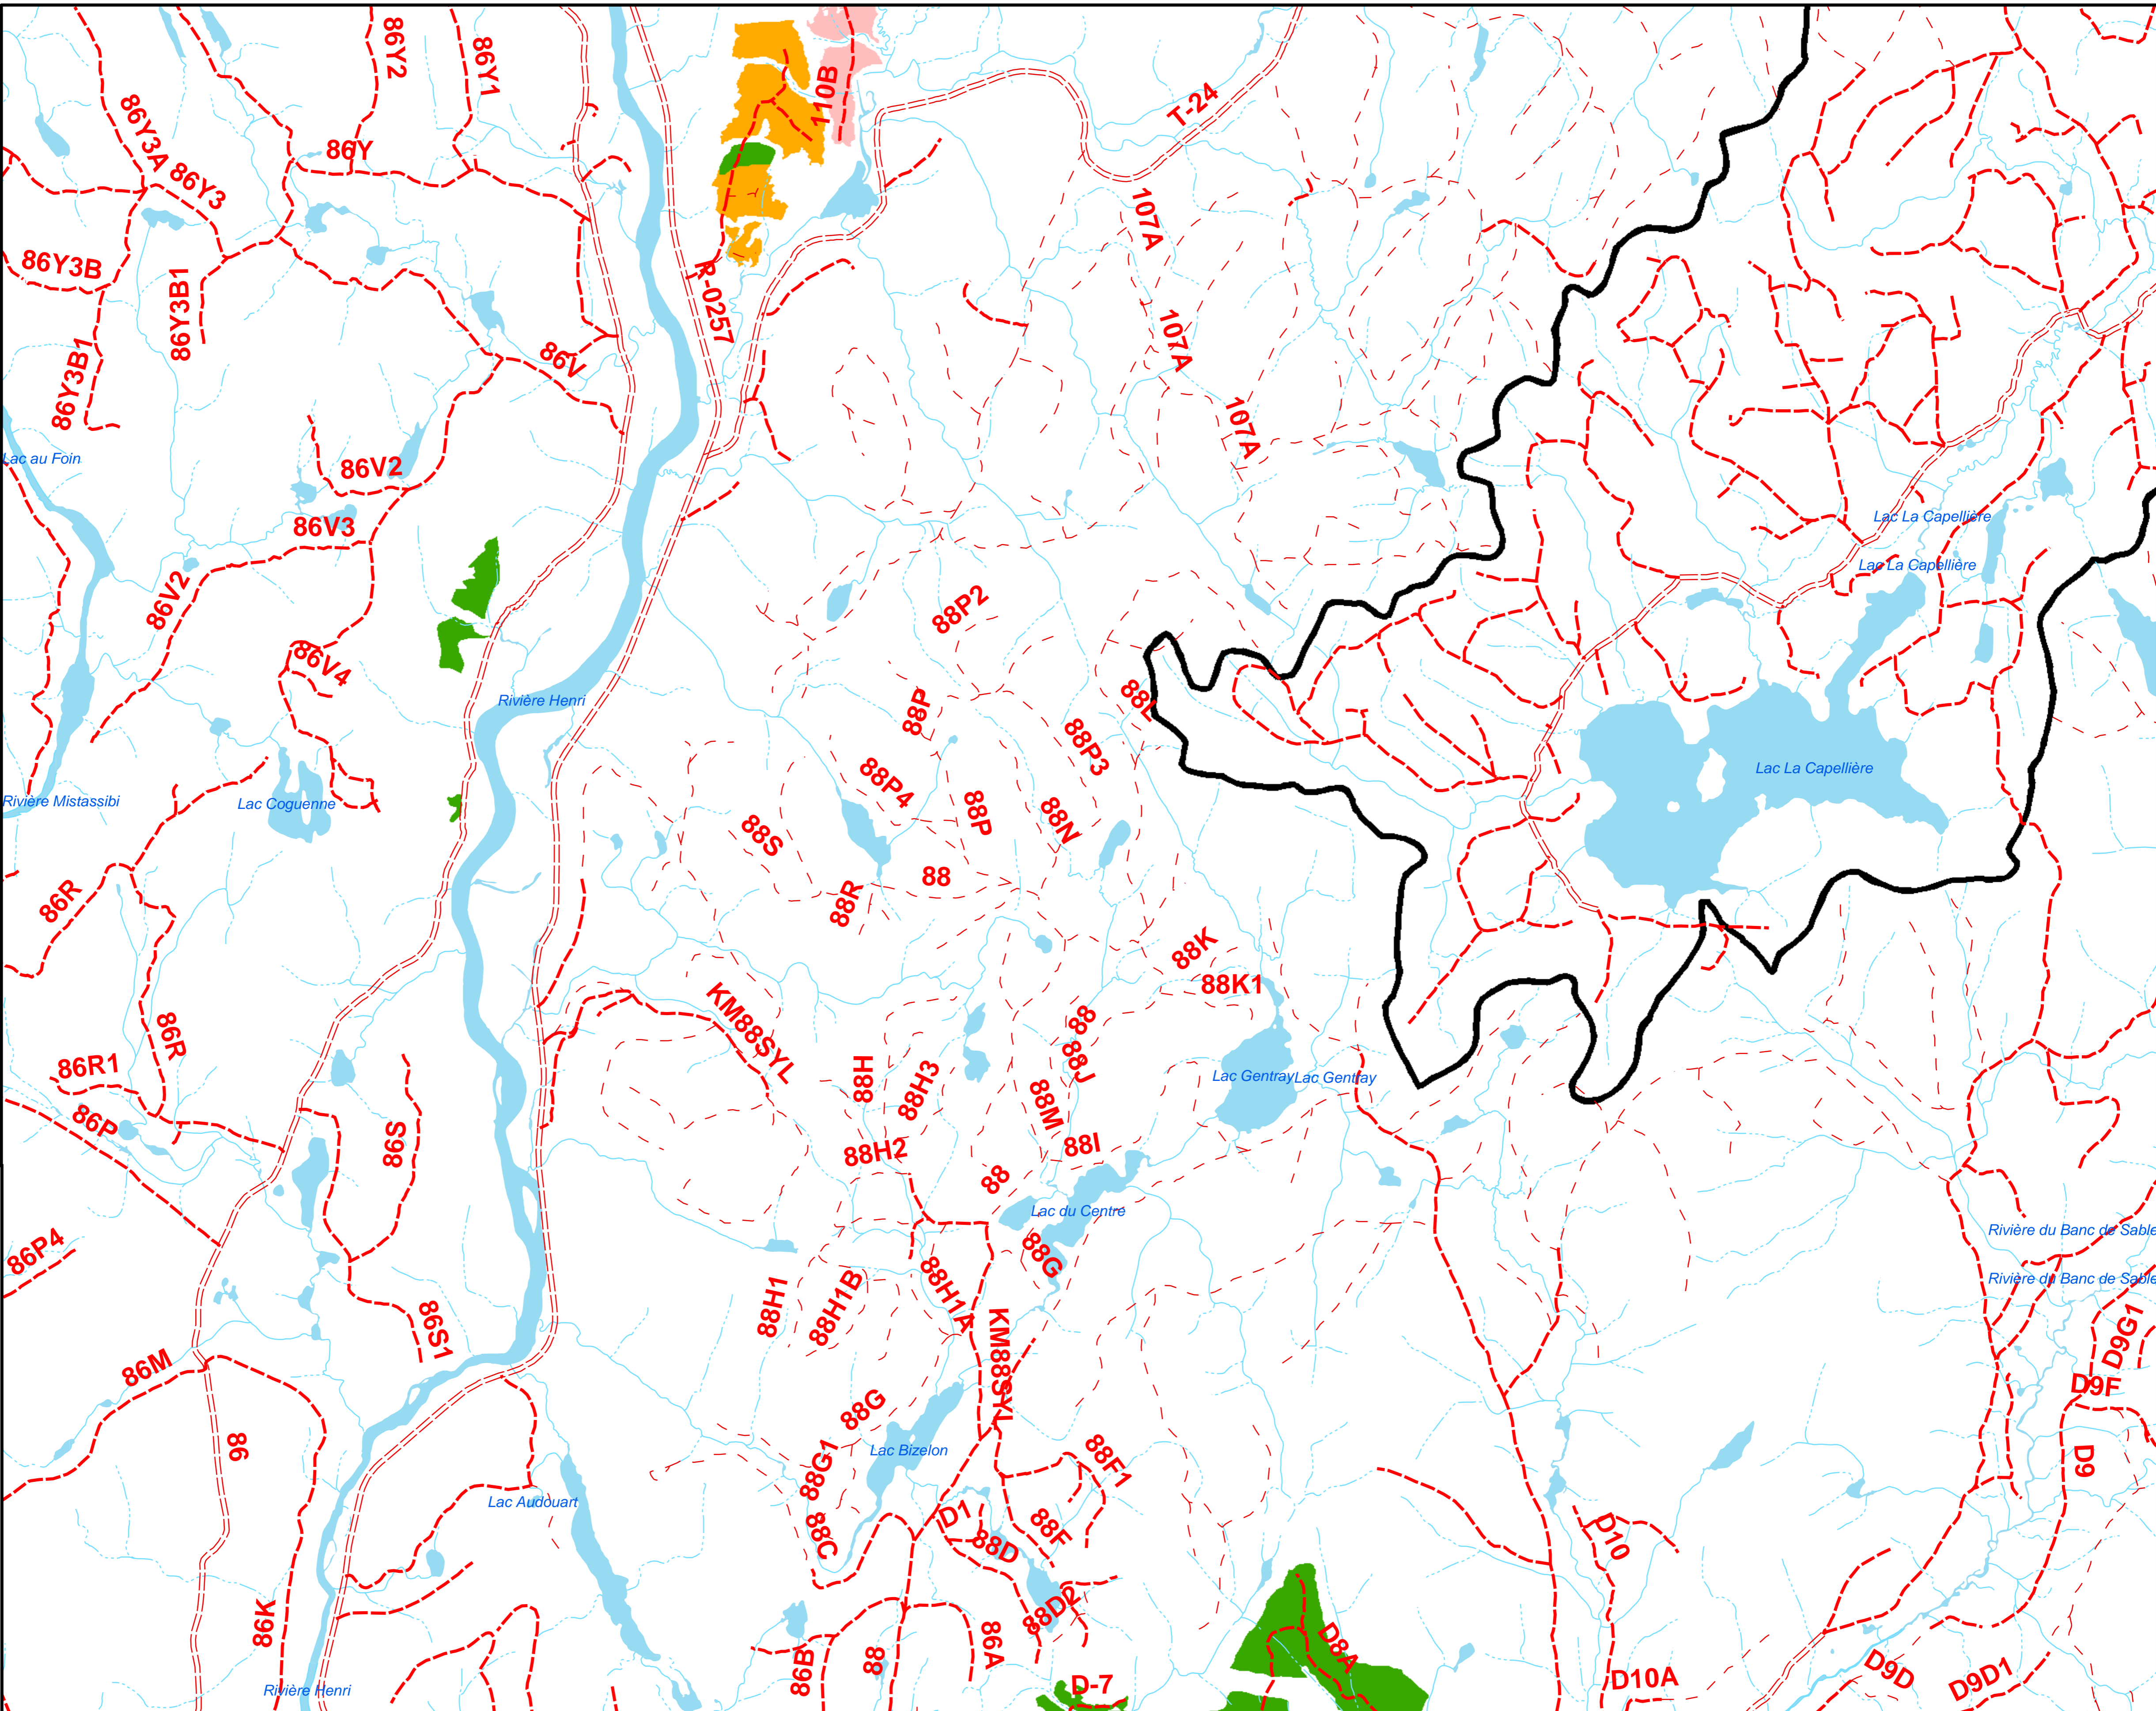 86Y2
86Y1
110B
T-24
86Y3A
86Y
86Y3
107A
86Y3B
86Y3B1
R-0257
107A
86Y3B1
86V
107A
Lac au Foin
86V2
86V3
Lac La Capellière
Lac La Capellière
86V2
88P2
86V4
Rivière Henri
88P
88L
88P3
Lac La Capellière
88P4
Rivière Mistassibi
Lac Coguenne
88P
88N
88S
88
86R
88R
88K
88K1
KM88SYL
88
86R
86R1
88J
88H
88H3
Lac Gentray
Lac Gentray
88M
86P
86S
88H2
88I
88
Lac du Centre
Rivière du Banc de Sable
86P4
88G
Rivière du Banc de Sable
88H1
88H1B
88H1A
86S1
KM88SYL
D9G1
86M
D9F
88G
86
Lac Bizelon
88F1
D9
88G1
Lac Audouart
D1
88F
88C
88D
D10
88D2
86K
86B
88
86A
D8A
D-7
D10A
D9D
D9D1
Rivière Henri